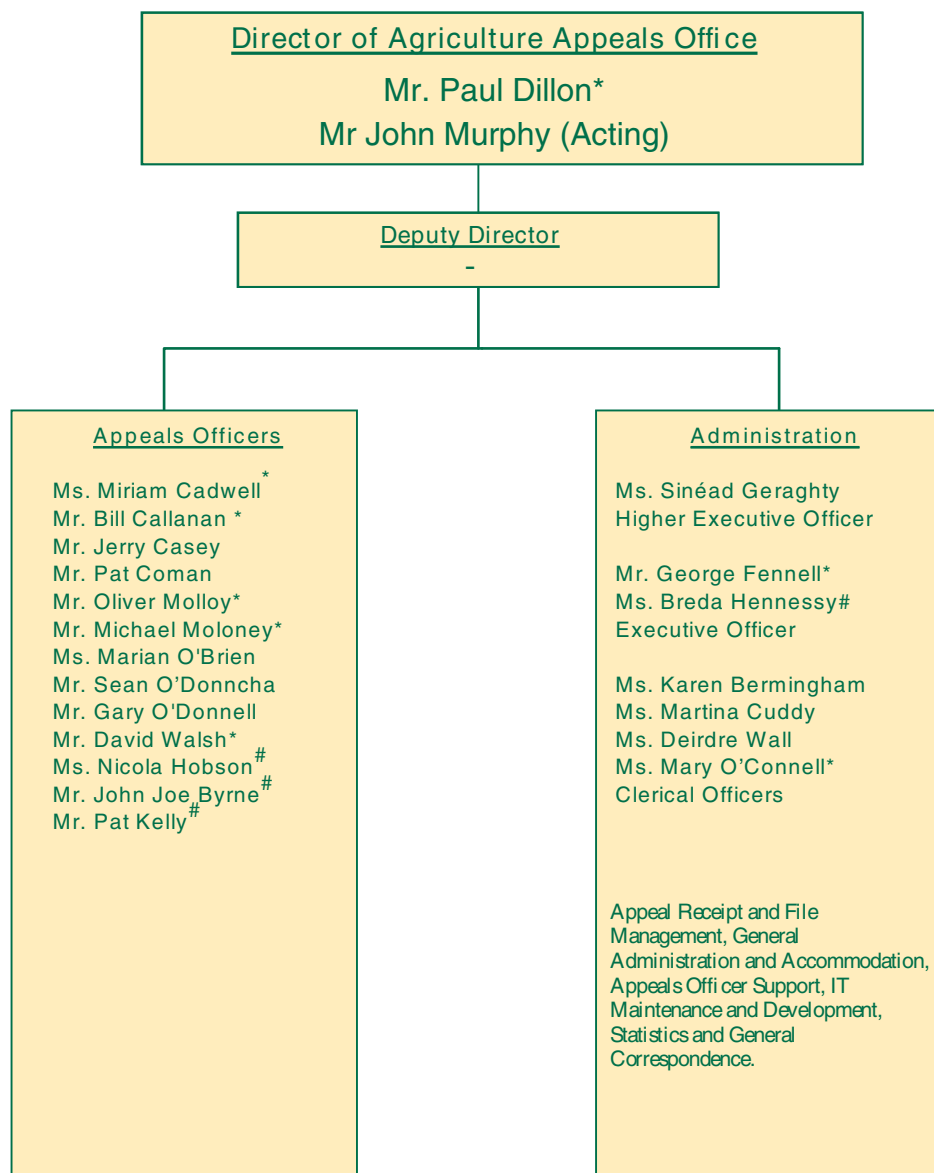 Director of Agriculture Appeals Office
Mr. Paul Dillon*
Mr John Murphy (Acting)
Deputy Director
-
Appeals Officers
Ms. Miriam Cadwell*
Mr. Bill Callanan *
Mr. Jerry Casey
Mr. Pat Coman
Mr. Oliver Molloy*
Mr. Michael Moloney*
Ms. Marian O'Brien
Mr. Sean O’Donncha
Mr. Gary O'Donnell
Mr. David Walsh*
Ms. Nicola Hobson#
Mr. John Joe Byrne#
Mr. Pat Kelly#
Administration
Ms. Sinéad Geraghty
Higher Executive Officer
Mr. George Fennell*
Ms. Breda Hennessy#
Executive Officer
Ms. Karen Bermingham
Ms. Martina Cuddy
Ms. Deirdre Wall
Ms. Mary O’Connell*
Clerical Officers
Appeal Receipt and File
Management, General
Administration and Accommodation,
Appeals Officer Support, IT
Maintenance and Development,
Statistics and General
Correspondence.